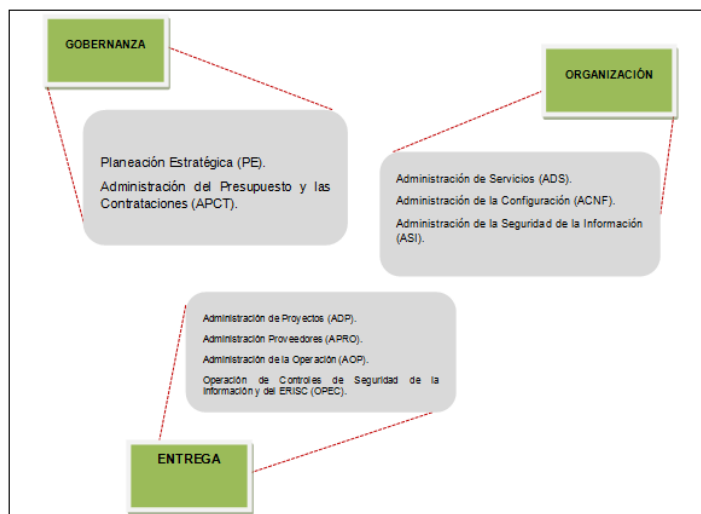 GOBERNANZA
Planeación Estratégica (PE).
Administración del Presupuesto y las
Contrataciones (APCT).
ORGANIZACIÓN
Administración de Servicios (ADS).
Administración de la Configuración (ACNF).
Administración de la Seguridad de la Información
(ASI).
Administración de Proyectos (ADP).
Administración Proveedores (APRO).
Administración de la Operación (AOP).
Operación de Controles de Seguridad de la
Información y del ERISC (OPEC).
ENTREGA